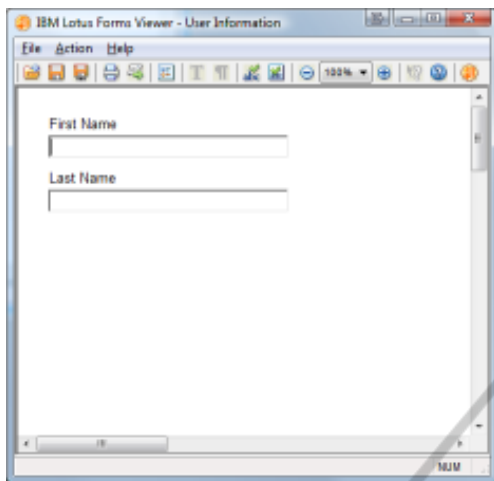 IBM Lotus Forms Viewer - User Information
File Action Help
100%
First Name
Last Name
NUM